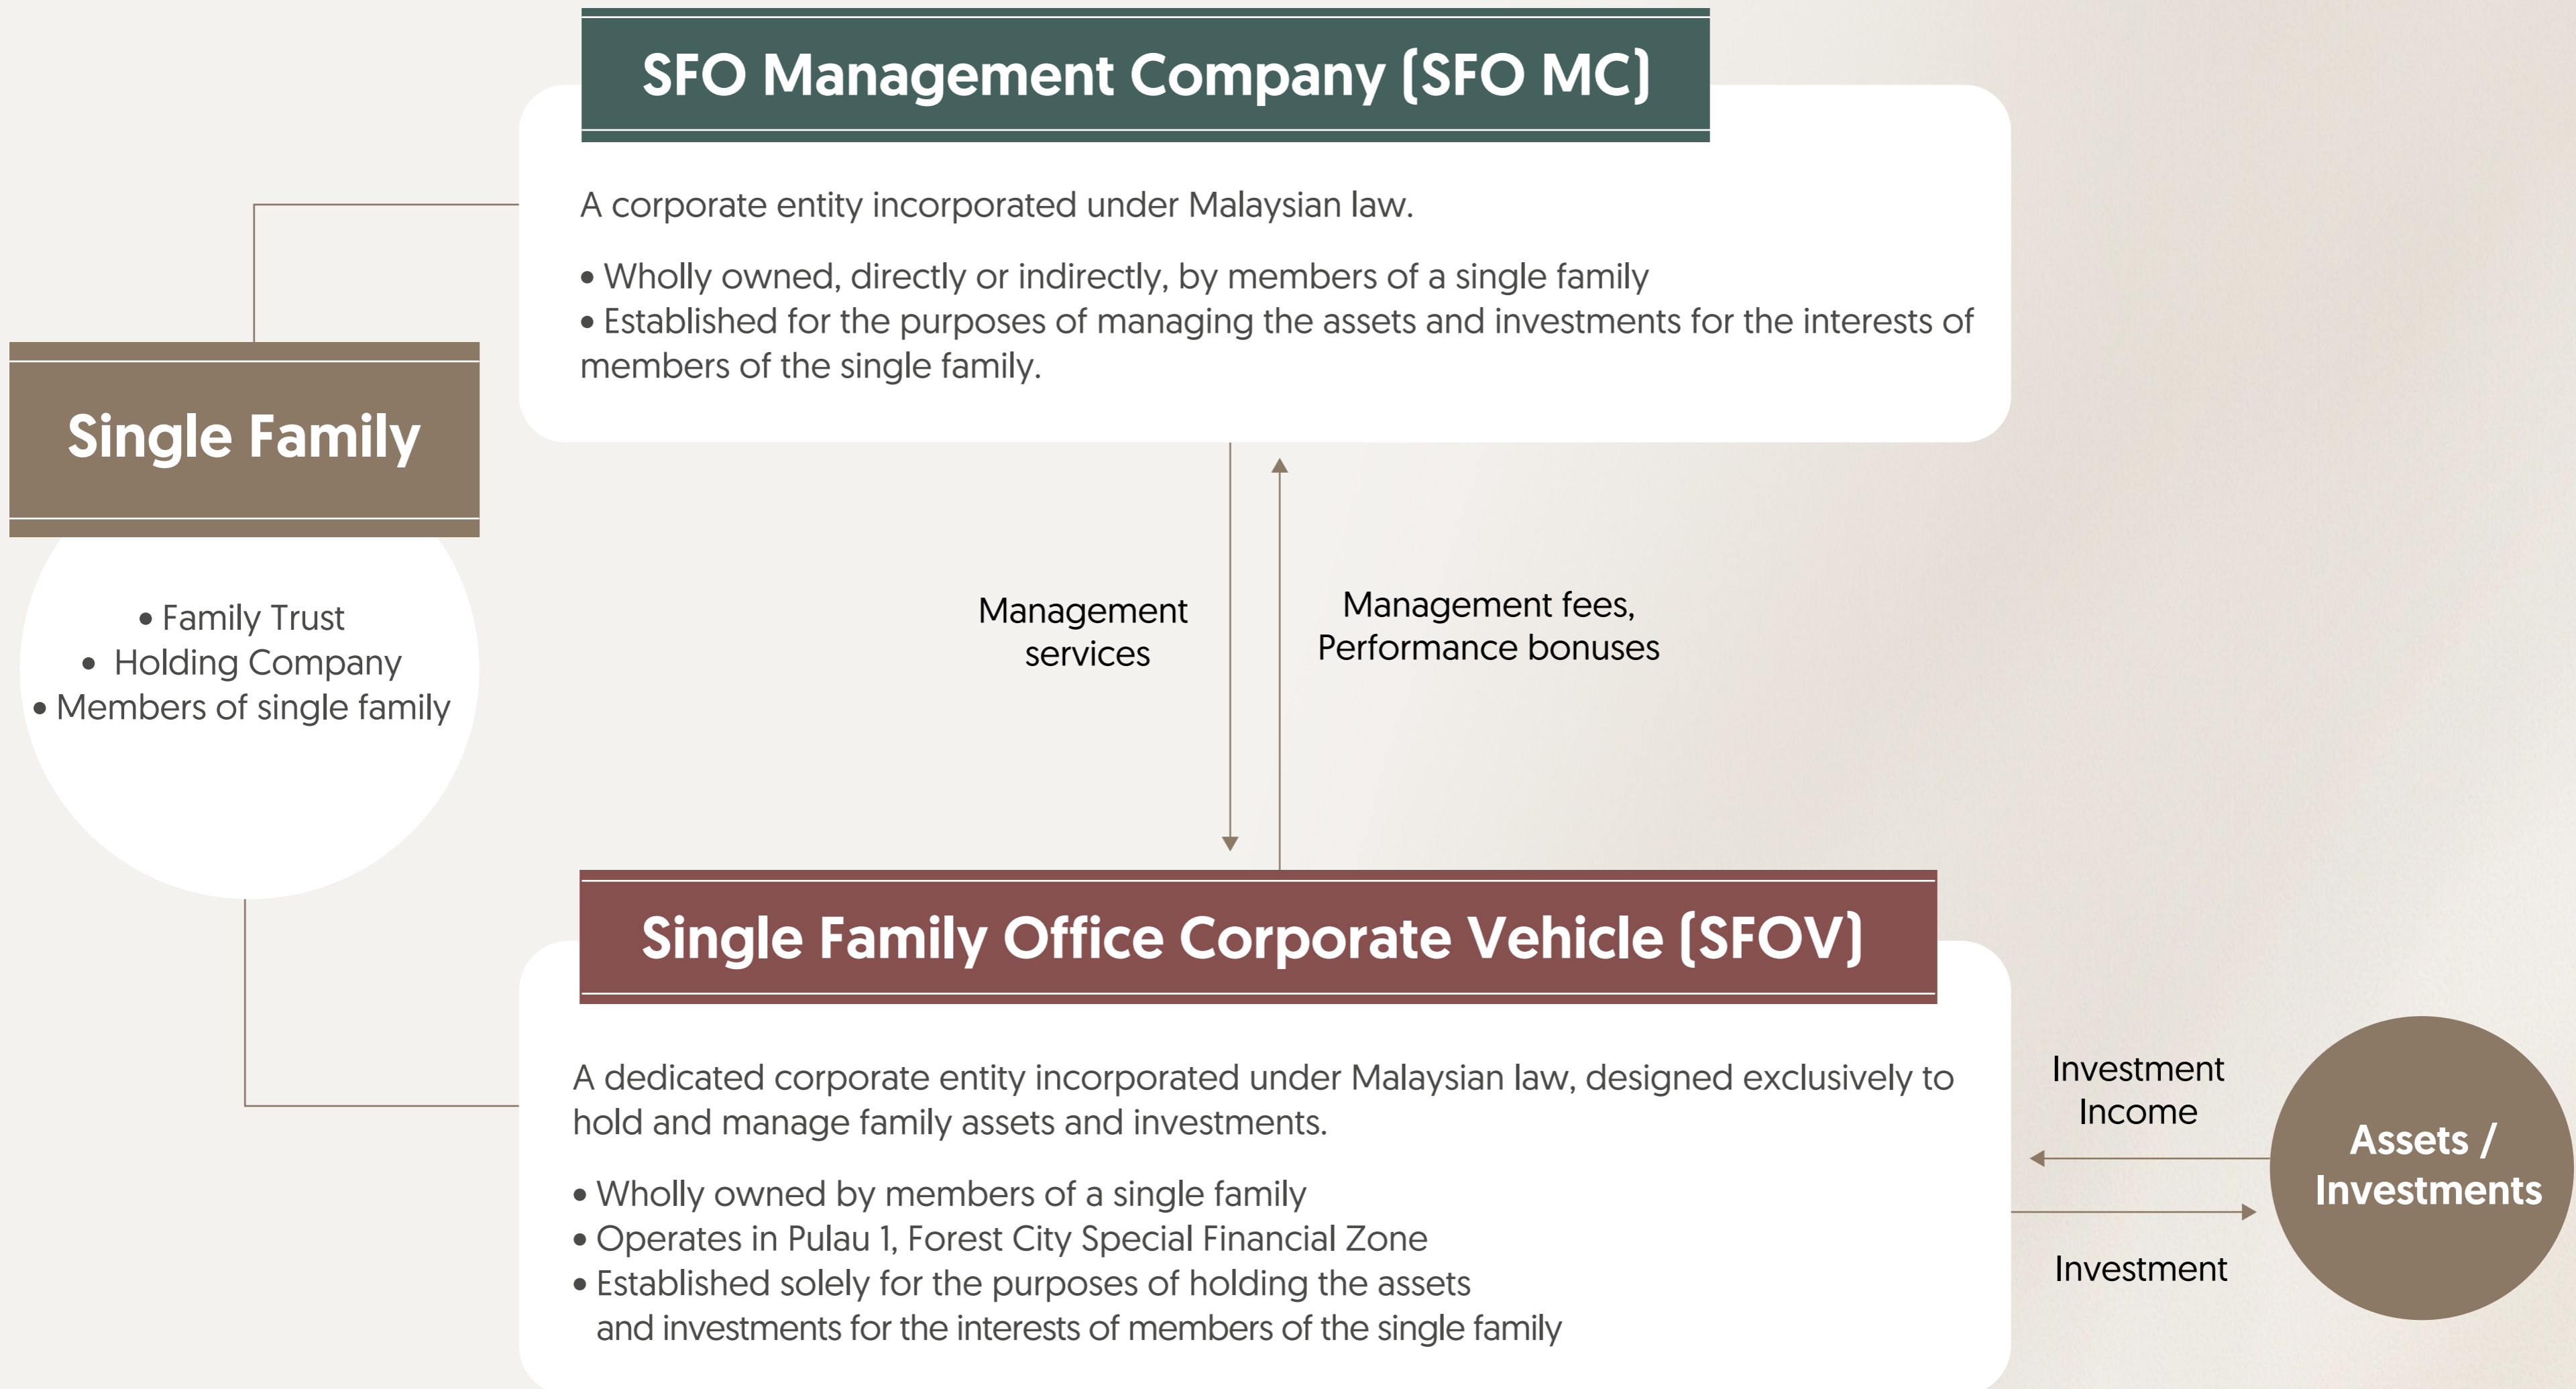 SFO Management Company (SFO MC)
A corporate entity incorporated under Malaysian law.
• Wholly owned, directly or indirectly, by members of a single family
• Established for the purposes of managing the assets and investments for the interests of
members of the single family.
Single Family
• Family Trust
• Holding Company
• Members of single family
Management
services
Management fees,
Performance bonuses
Single Family Office Corporate Vehicle (SFOV)
A dedicated corporate entity incorporated under Malaysian law, designed exclusively to
hold and manage family assets and investments.
• Wholly owned by members of a single family
• Operates in Pulau 1, Forest City Special Financial Zone
• Established solely for the purposes of holding the assets
and investments for the interests of members of the single family
Investment
Income
Investment
Assets /
Investments